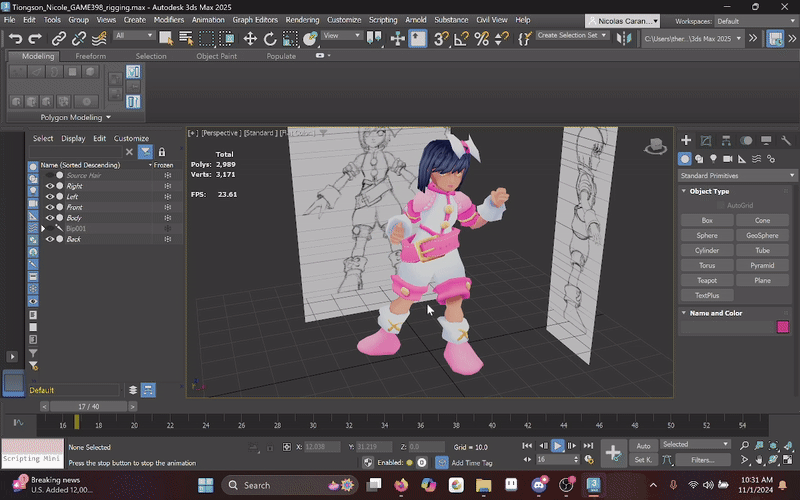 Tiongson_Nicole_GAME398_rigging.max - Autodesk 3ds Max 2025
File Edit Tools Group Views Create Modifiers Animation Graph Editors Rendering Customize Scripting Arnold Substance Civil View Help
Nicolas Caran...
Workspaces: Default
All
View
Create Selection Set
C:\Users\ther...\3ds Max 2025
Modeling Freeform Selection Object Paint Populate
Polygon Modeling
Select Display Edit Customize
Name (Sorted Descending) Frozen
Source Hair
Right
Left
Front
Body
Bip001
Back
Default
[+] [Perspective] [Standard]
Total
Polys: 2,989
Verts: 3,171
FPS: 23.61
Standard Primitives
Object Type
AutoGrid
Box Cone
Sphere GeoSphere
Cylinder Tube
Torus Pyramid
Teapot Plane
TextPlus
Name and Color
17 / 40
16 18 20 22 24 26 28 30 32 34 36 38 40 42 44 46 48 50 52 54
None Selected
X: 12.038 Y: 31.219 Z: 0.0 Grid = 10.0
Scripting Mini
Press the stop button to stop the animation
Enabled:
Add Time Tag
16
Auto
Selected
Set K.
Filters...
Breaking news
U.S. Added 12,00...
Search
10:31 AM
11/1/2024